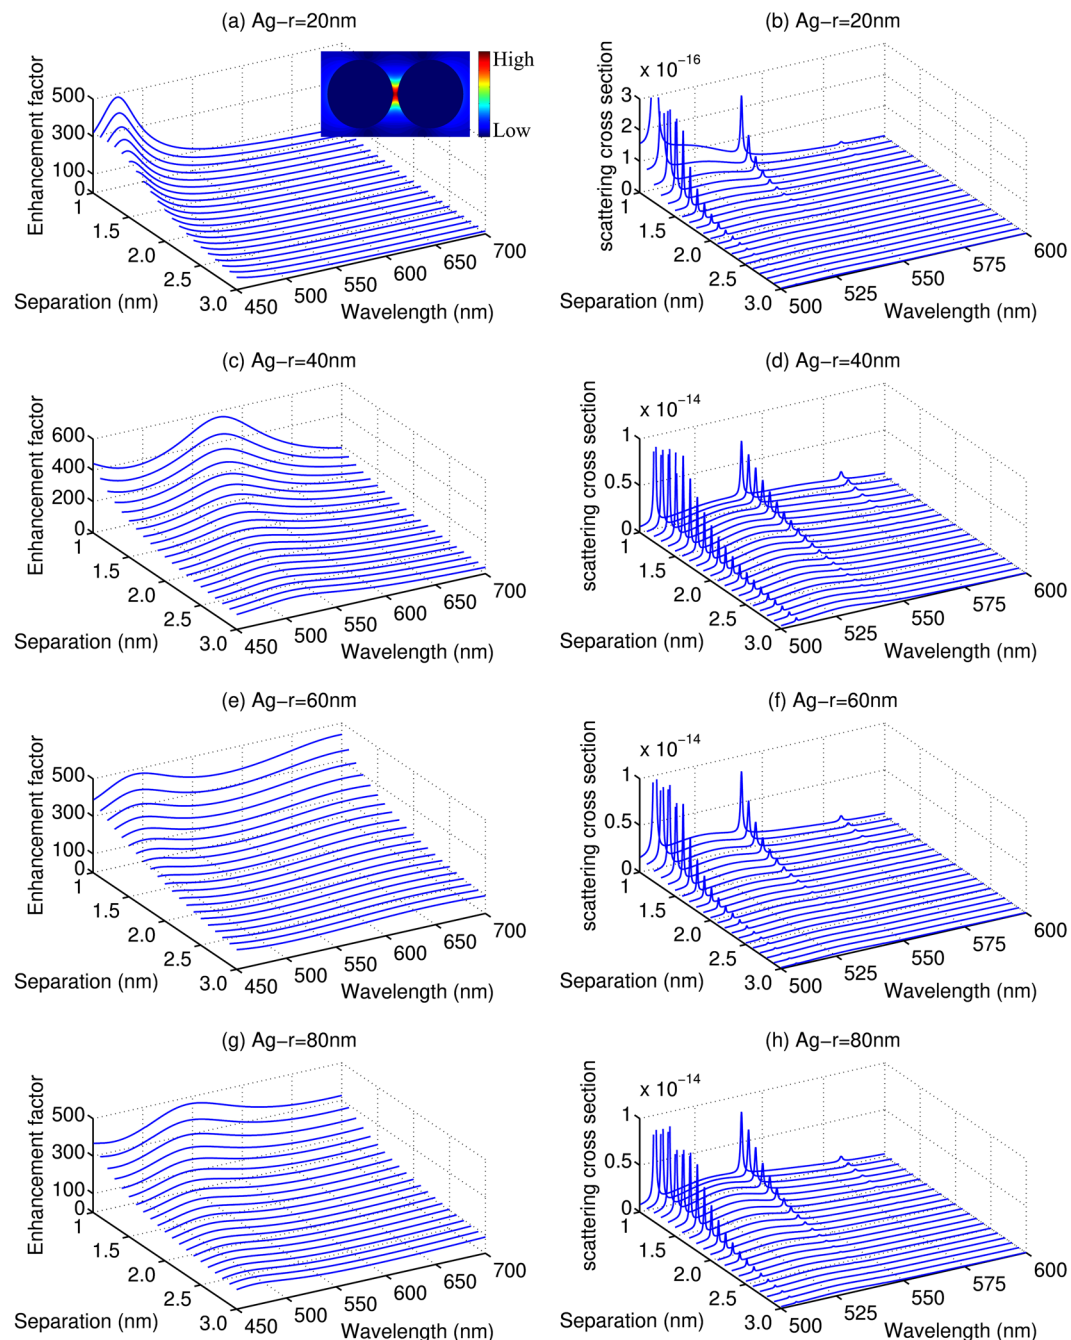 (a) Ag−r=20nm
Enhancement factor
500
300
100
0
1
1.5
2.0
2.5
3.0
Separation (nm)
450
500
550
600
650
700
Wavelength (nm)
High
Low
(b) Ag−r=20nm
x 10−16
scattering cross section
3
2
1
0
1
1.5
2.0
2.5
3.0
Separation (nm)
500
525
550
575
600
Wavelength (nm)
(c) Ag−r=40nm
Enhancement factor
600
400
200
0
1
1.5
2.0
2.5
3.0
Separation (nm)
450
500
550
600
650
700
Wavelength (nm)
(d) Ag−r=40nm
x 10−14
scattering cross section
1
0.5
0
1
1.5
2.0
2.5
3.0
Separation (nm)
500
525
550
575
600
Wavelength (nm)
(e) Ag−r=60nm
Enhancement factor
500
300
100
0
1
1.5
2.0
2.5
3.0
Separation (nm)
450
500
550
600
650
700
Wavelength (nm)
(f) Ag−r=60nm
x 10−14
scattering cross section
1
0.5
0
1
1.5
2.0
2.5
3.0
Separation (nm)
500
525
550
575
600
Wavelength (nm)
(g) Ag−r=80nm
Enhancement factor
500
300
100
0
1
1.5
2.0
2.5
3.0
Separation (nm)
450
500
550
600
650
700
Wavelength (nm)
(h) Ag−r=80nm
x 10−14
scattering cross section
1
0.5
0
1
1.5
2.0
2.5
3.0
Separation (nm)
500
525
550
575
600
Wavelength (nm)